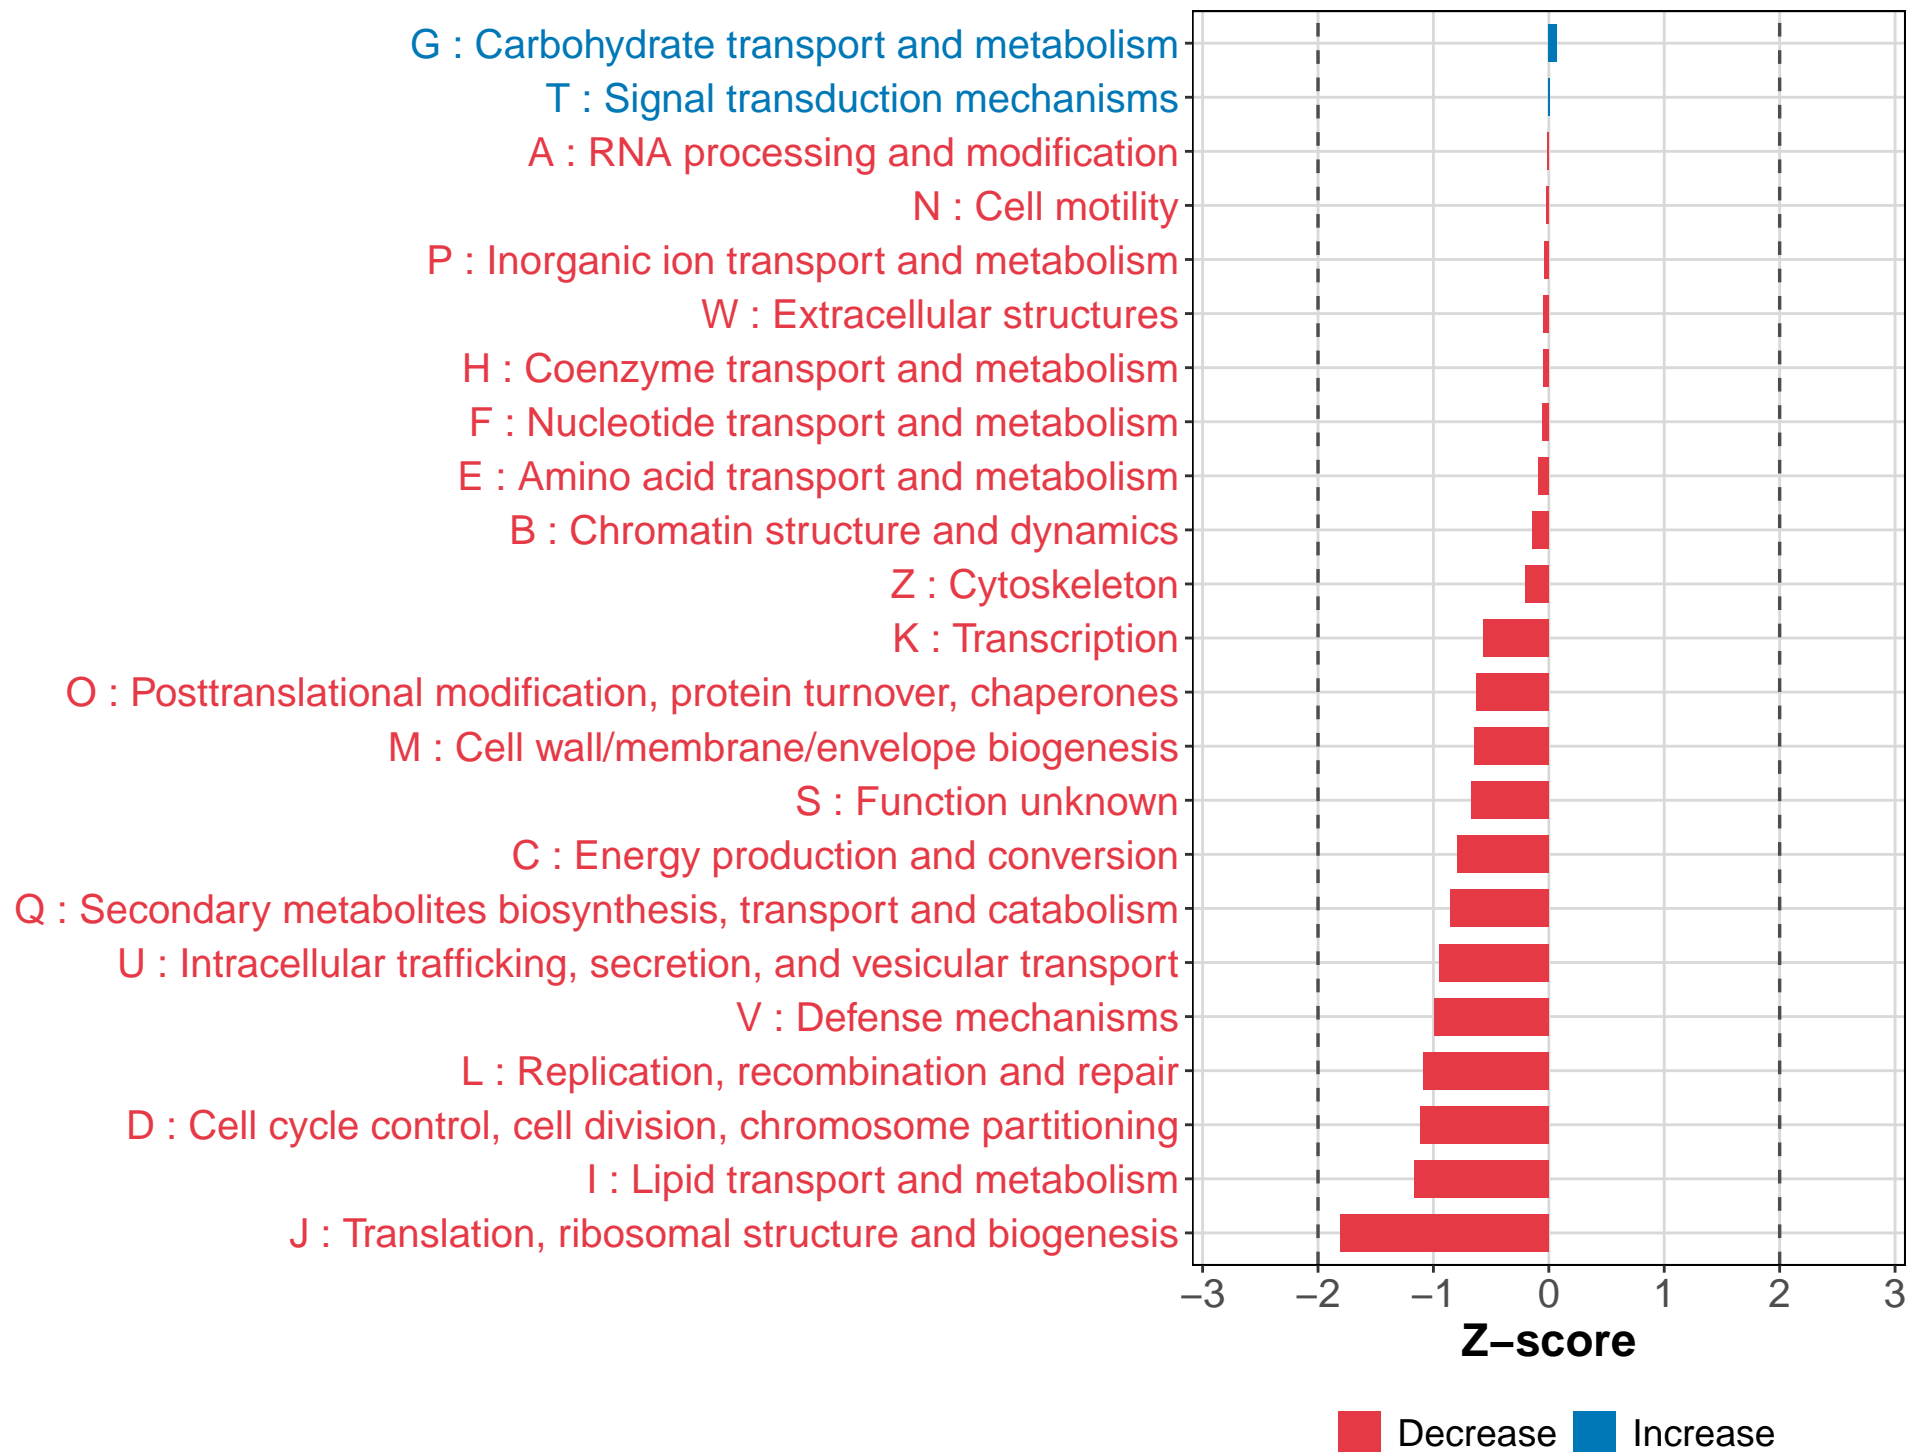 G : Carbohydrate transport and metabolism
T : Signal transduction mechanisms
A : RNA processing and modification
N : Cell motility
P : Inorganic ion transport and metabolism
W : Extracellular structures
H : Coenzyme transport and metabolism
F : Nucleotide transport and metabolism
E : Amino acid transport and metabolism
B : Chromatin structure and dynamics
Z : Cytoskeleton
K : Transcription
O : Posttranslational modification, protein turnover, chaperones
M : Cell wall/membrane/envelope biogenesis
S : Function unknown
C : Energy production and conversion
Q : Secondary metabolites biosynthesis, transport and catabolism
U : Intracellular trafficking, secretion, and vesicular transport
V : Defense mechanisms
L : Replication, recombination and repair
D : Cell cycle control, cell division, chromosome partitioning
I : Lipid transport and metabolism
J : Translation, ribosomal structure and biogenesis
−3 −2 −1 0 1 2 3
Z−score
Decrease Increase